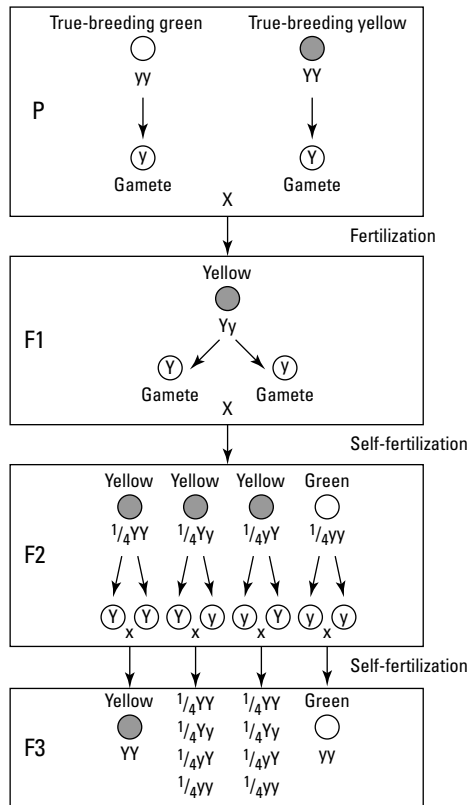 True-breeding green True-breeding yellow
yy YY
P
y Y
Gamete Gamete
X
Fertilization
Yellow
F1
Yy
Y y
Gamete Gamete
X
Self-fertilization
Yellow Yellow Yellow Green
1/4YY 1/4Yy 1/4yY 1/4yy
F2
Y Y Y y y Y y y
x x x x
Self-fertilization
Yellow 1/4YY 1/4YY Green
1/4Yy 1/4Yy
F3 YY 1/4yY 1/4yY yy
1/4yy 1/4yy